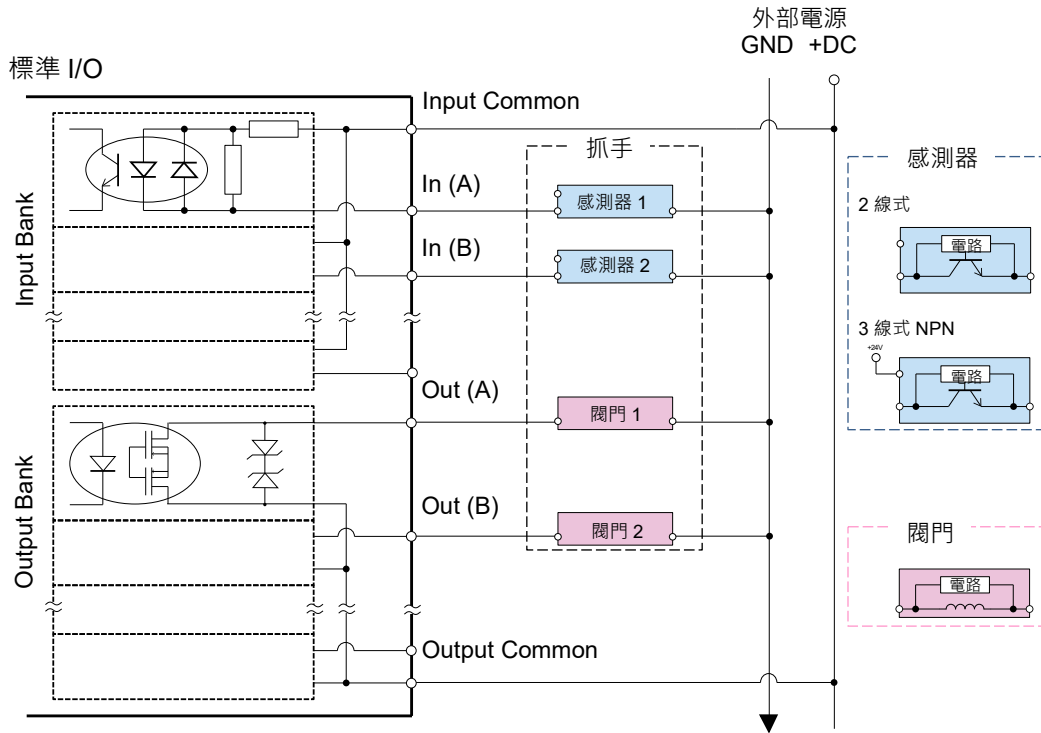 外部電源
GND +DC
標準 I/O
Input Common
抓手
感測器
In (A)
感測器 1
2 線式
電路
In (B)
感測器 2
Input Bank
3 線式 NPN
+24V
電路
Out (A)
閥門 1
Output Bank
Out (B)
閥門 2
閥門
電路
Output Common